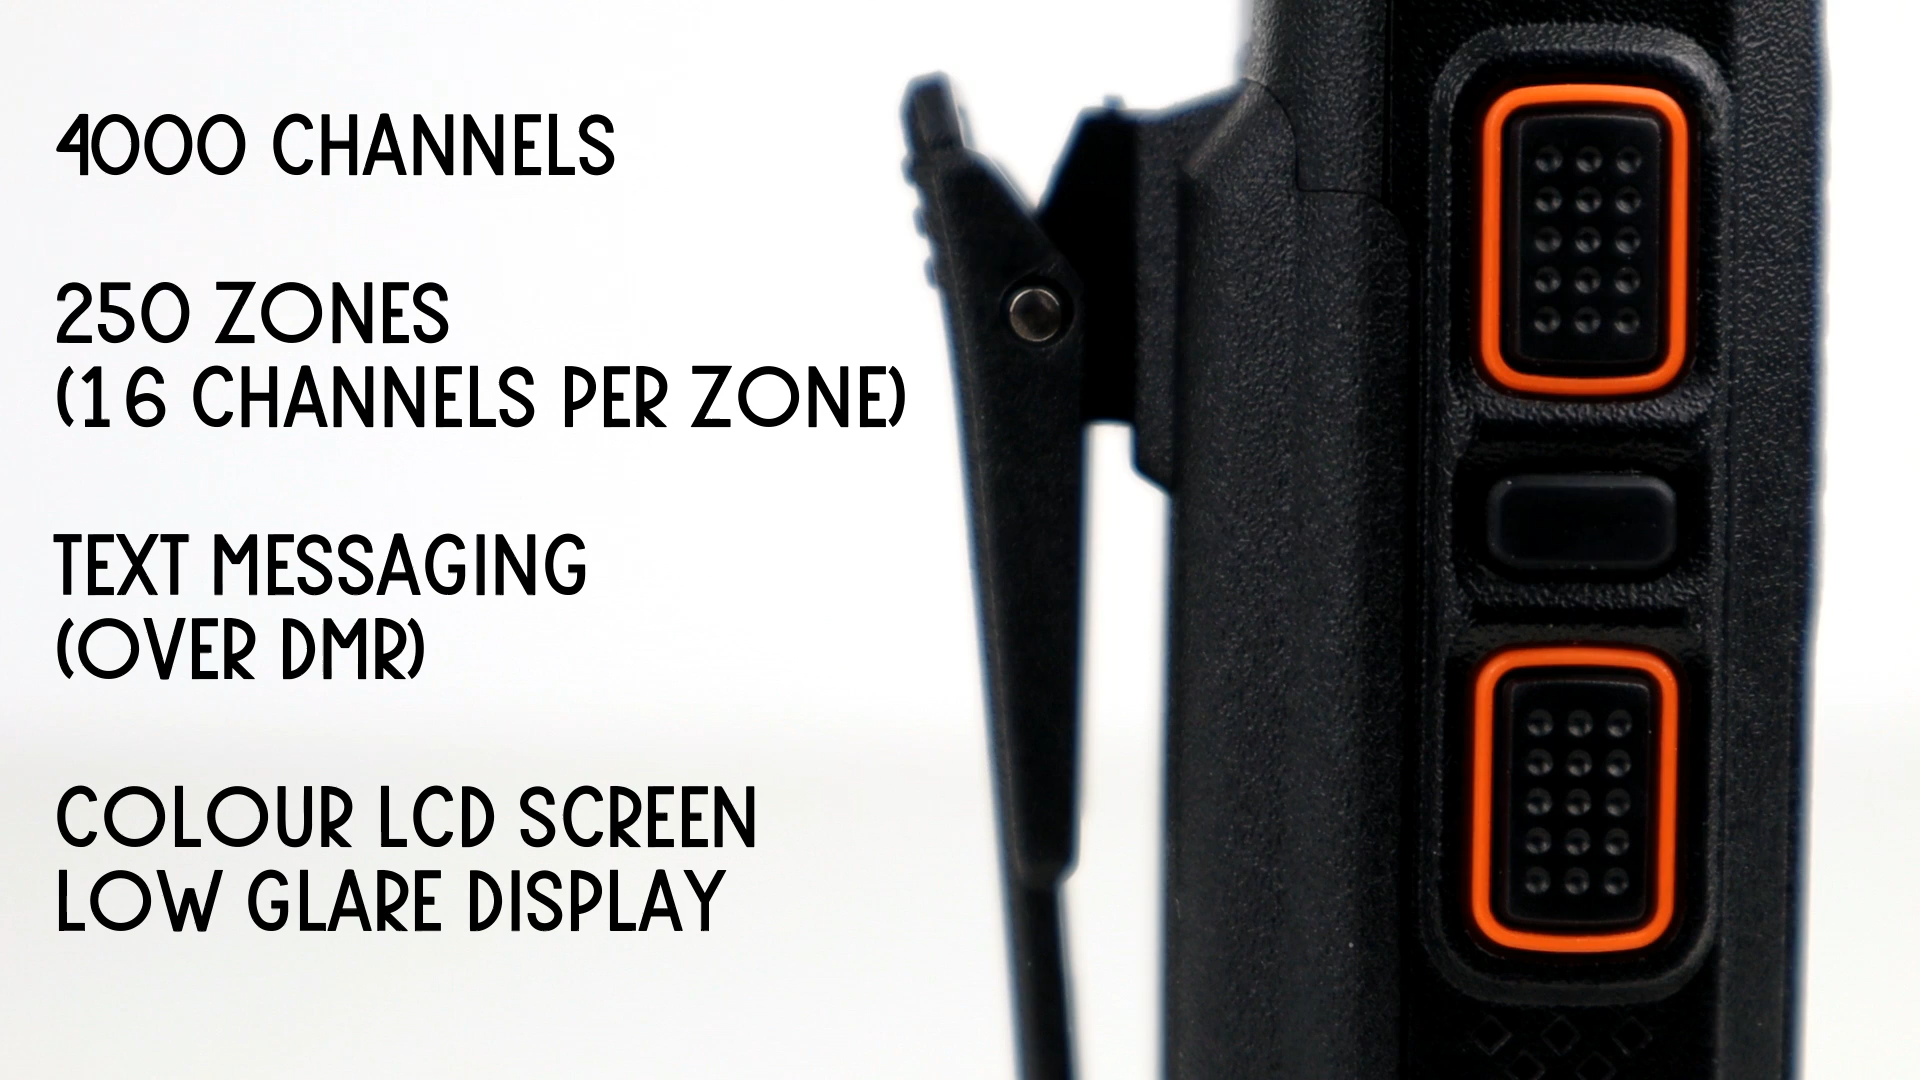 4000 CHANNELS
250 ZONES
(16 CHANNELS PER ZONE)
TEXT MESSAGING
(OVER DMR)
COLOUR LCD SCREEN
LOW GLARE DISPLAY